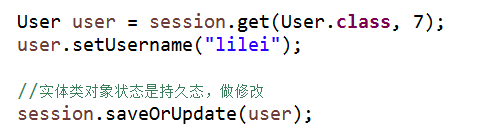 User user = session.get(User.class, 7);
user.setUsername("lilei");
//实体类对象状态是持久态，做修改
session.saveOrUpdate(user);